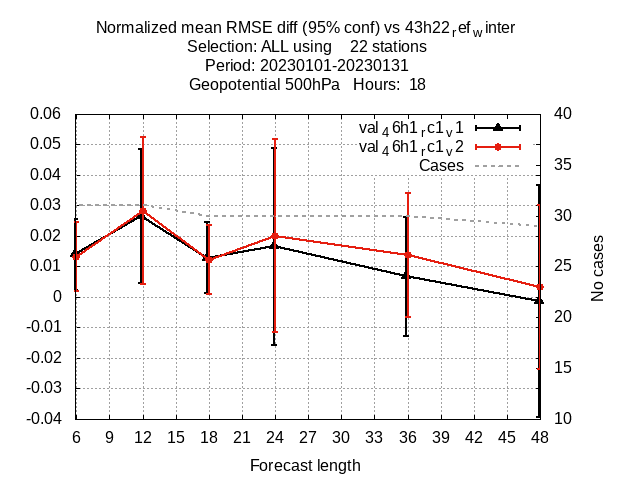 Normalized mean RMSE diff (95% conf) vs 43h22refwinter
Selection: ALL using 22 stations
Period: 20230101-20230131
Geopotential 500hPa Hours: 18
val46h1rc1v1
val46h1rc1v2
Cases
0.06
0.05
0.04
0.03
0.02
0.01
0
-0.01
-0.02
-0.03
-0.04
40
35
30
25
20
15
10
No cases
6 9 12 15 18 21 24 27 30 33 36 39 42 45 48
Forecast length